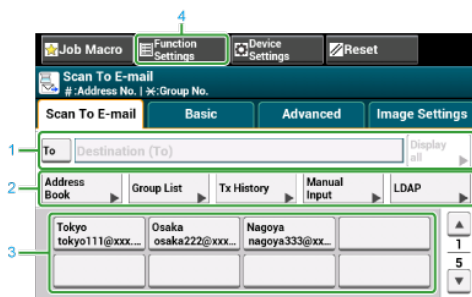 4
Job Macro
Function Settings
Device Settings
Reset
Scan To E-mail
#:Address No. | ✳:Group No.
Scan To E-mail Basic Advanced Image Settings
1 To Destination (To) Display all
2 Address Book Group List Tx History Manual Input LDAP
3
Tokyo
tokyo111@xxx....
Osaka
osaka222@xxx...
Nagoya
nagoya333@xx...
1
5